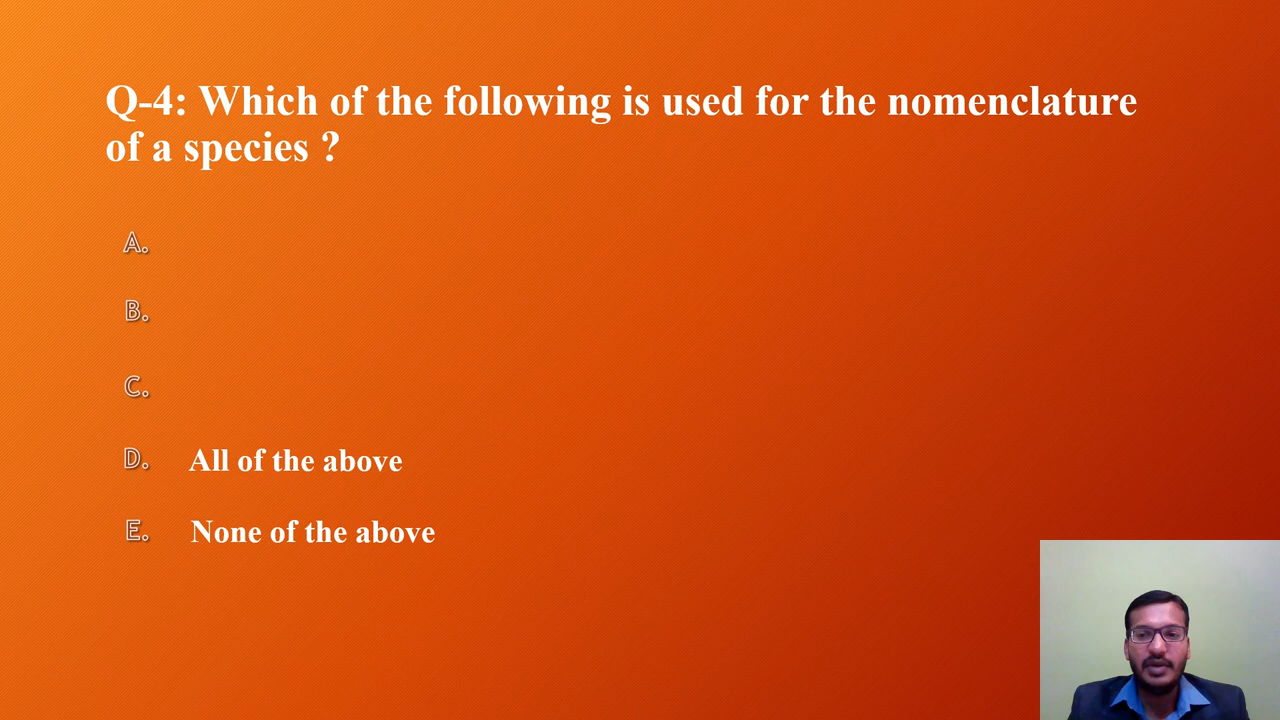 Q-4: Which of the following is used for the nomenclature
of a species ?
A.
B.
C.
D. All of the above
E. None of the above